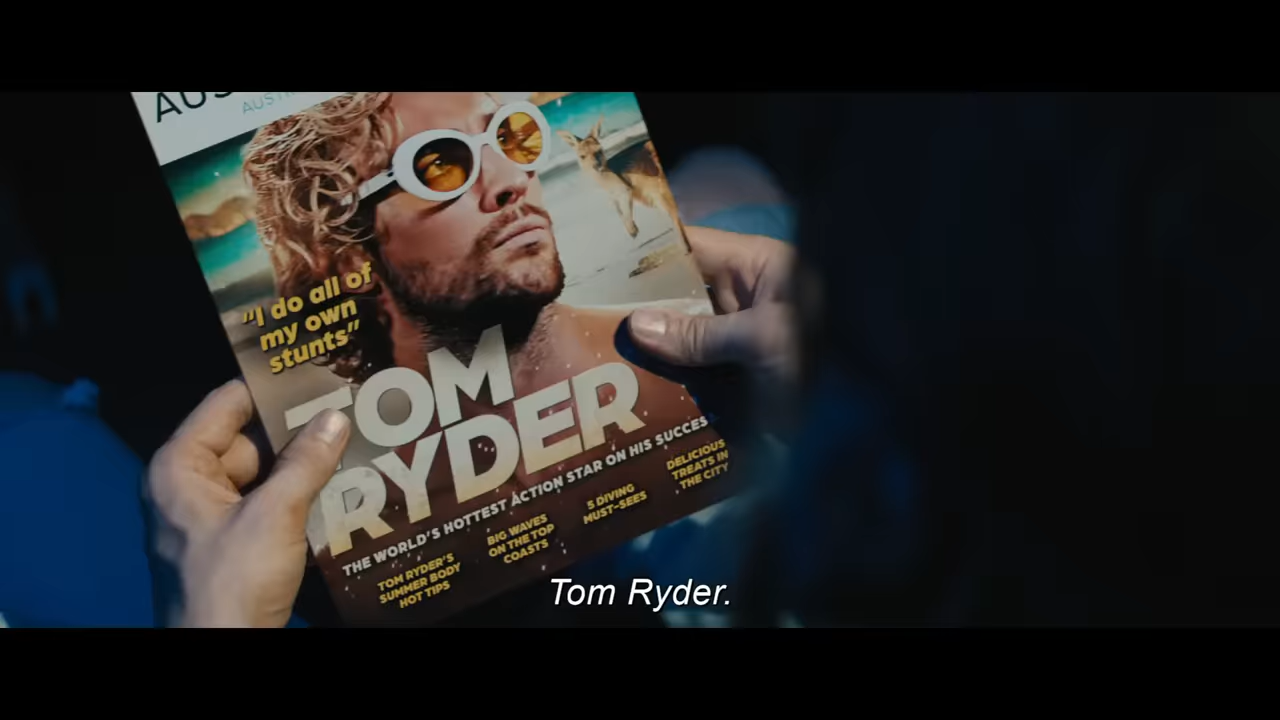 "I do all of
my own
stunts"
TOM
RYDER
THE WORLD'S HOTTEST ACTION STAR ON HIS
TOM RYDER'S
SUMMER BODY
HOT TIPS
BIG WAVES
ON THE TOP
COASTS
5 DIVING
MUST-SEES
DELICIOUS
TREATS IN
THE CITY
Tom Ryder.